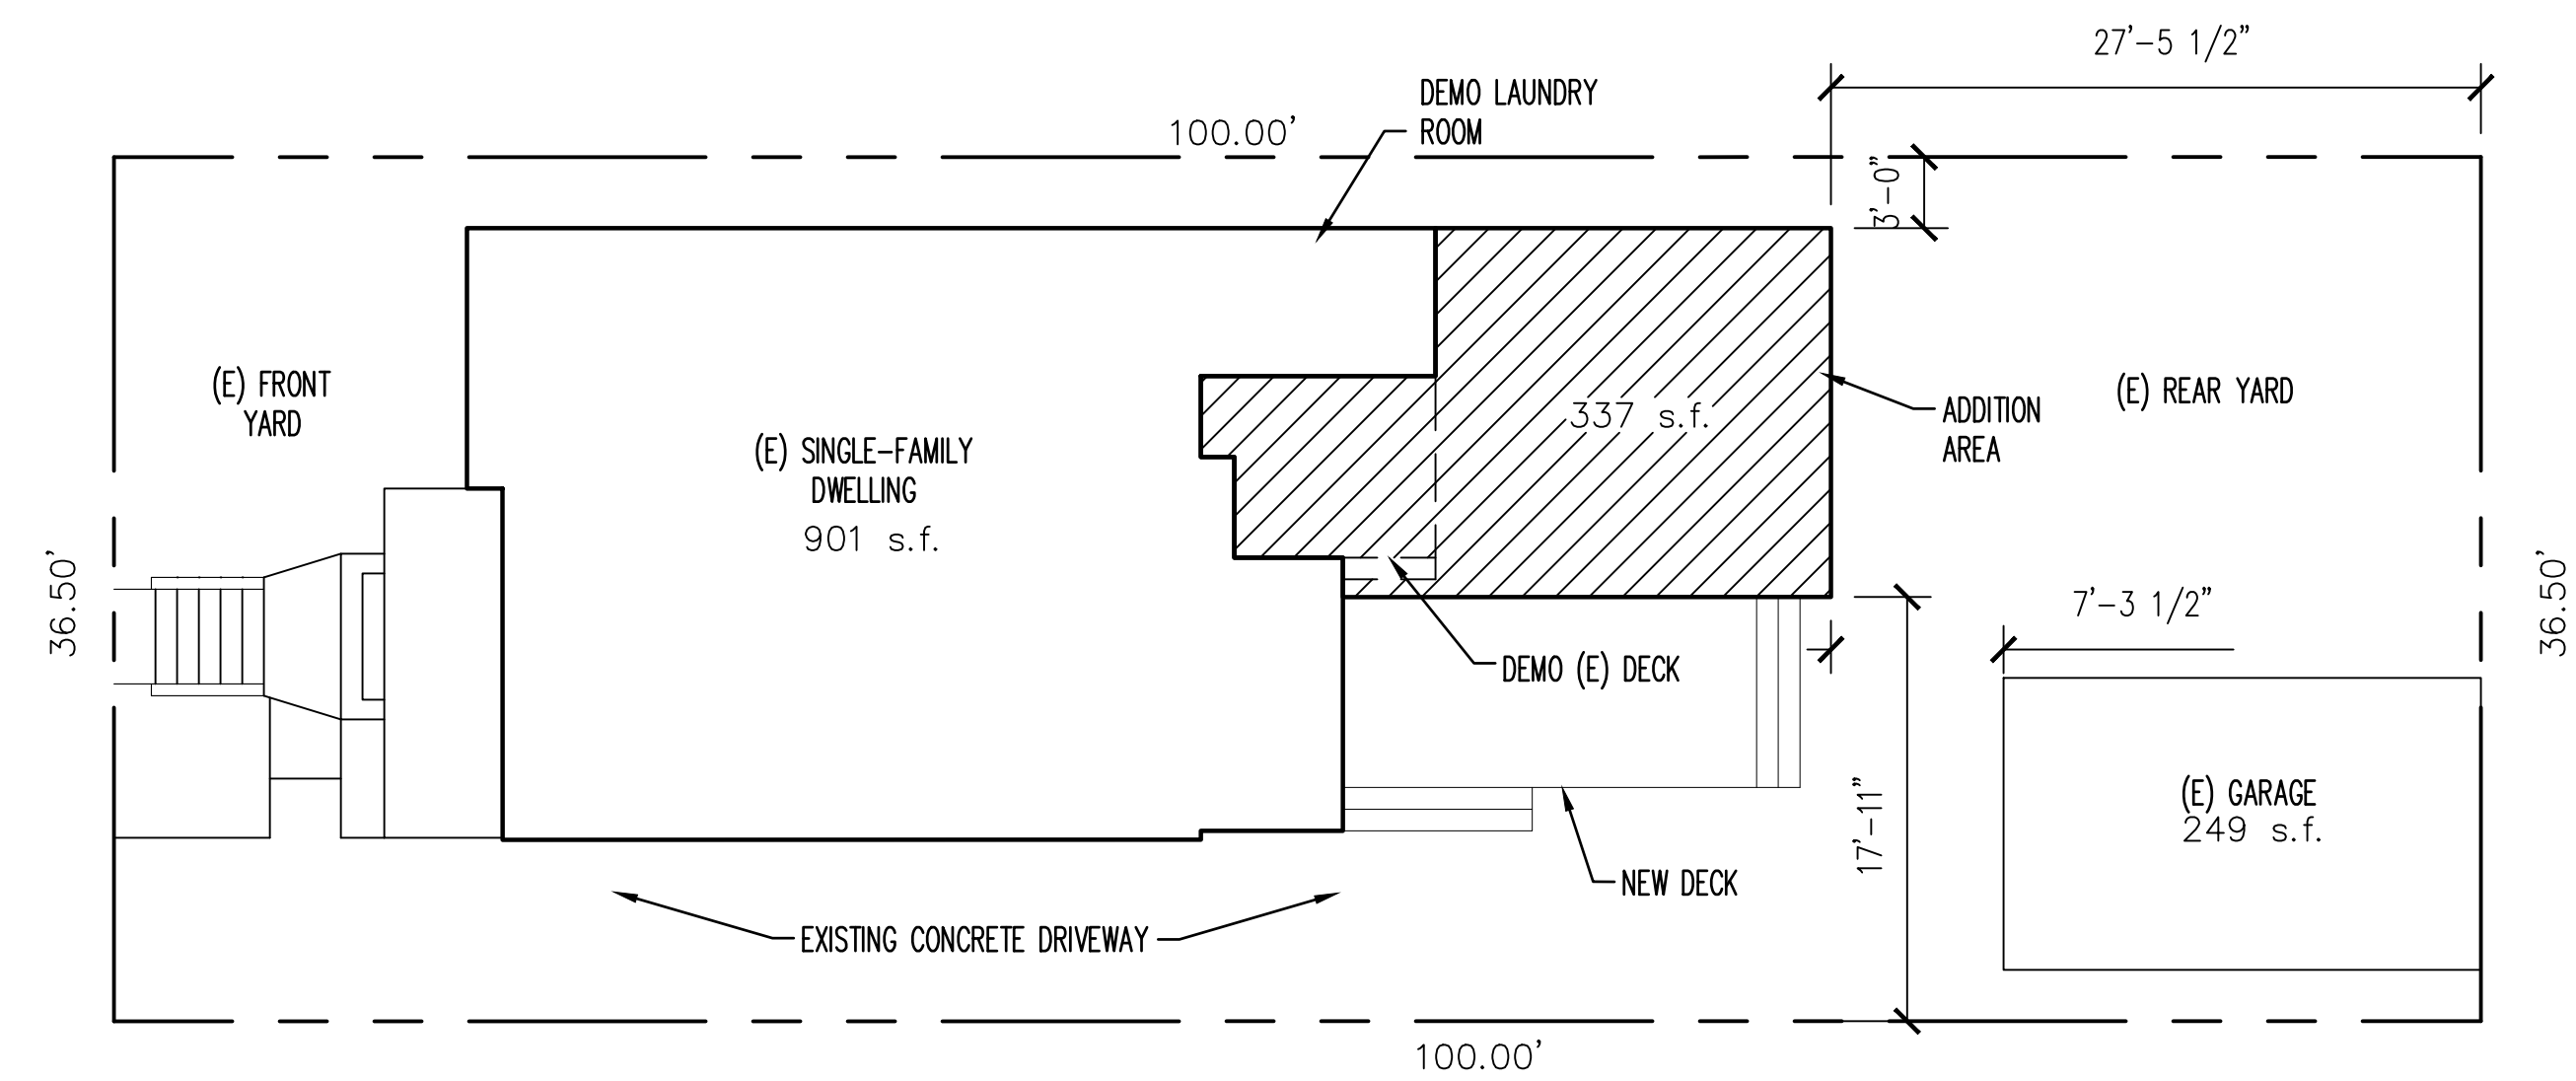 27'-5 1/2"
DEMO LAUNDRY
ROOM
100.00'
3'-0"
(E) FRONT
YARD
(E) SINGLE-FAMILY
DWELLING
901 s.f.
337 s.f.
ADDITION
AREA
(E) REAR YARD
36.50'
36.50'
7'-3 1/2"
DEMO (E) DECK
17'-11"
(E) GARAGE
249 s.f.
NEW DECK
EXISTING CONCRETE DRIVEWAY
100.00'